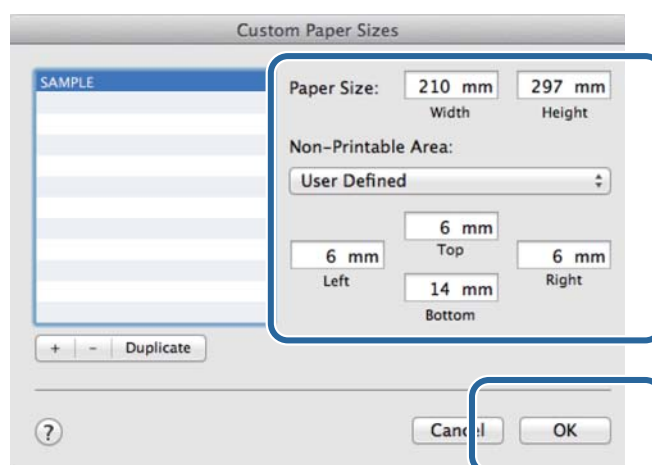 Custom Paper Sizes
SAMPLE
Paper Size: 210 mm 297 mm
Width Height
Non-Printable Area:
User Defined
6 mm
Top
6 mm 6 mm
Left Right
14 mm
Bottom
+ - Duplicate
? Cancel OK